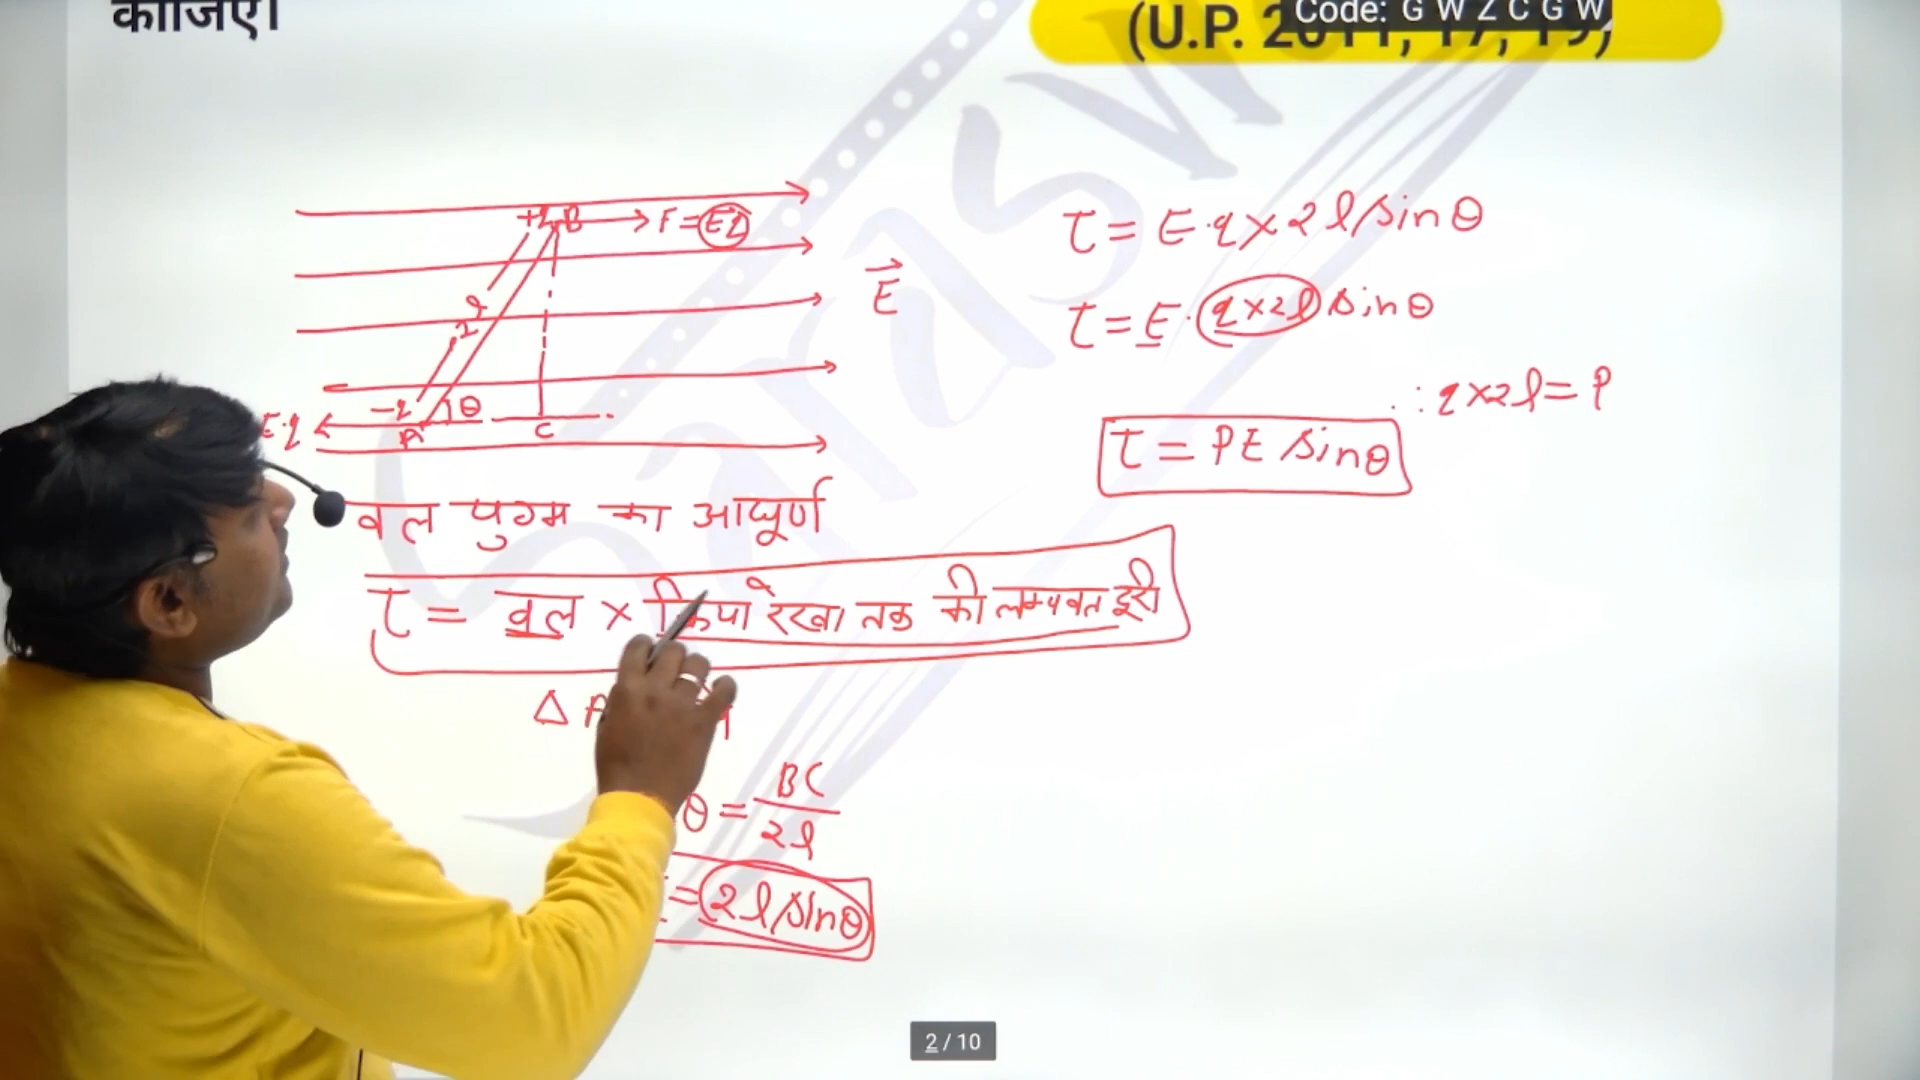 कीजिए।
Code: G W Z C G W
(U.P. 2011, 17, 19)
+q B → F = Eq
E
2l
-q θ
E·q A C
बल युग्म का आघूर्ण
τ = बल × क्रिया रेखा तक की लम्बवत दूरी
Δ A
θ = BC / 2l
= 2l sinθ
τ = E·q × 2l sinθ
τ = E·q×2l sinθ
∴ q×2l = P
τ = PE sinθ
2 / 10